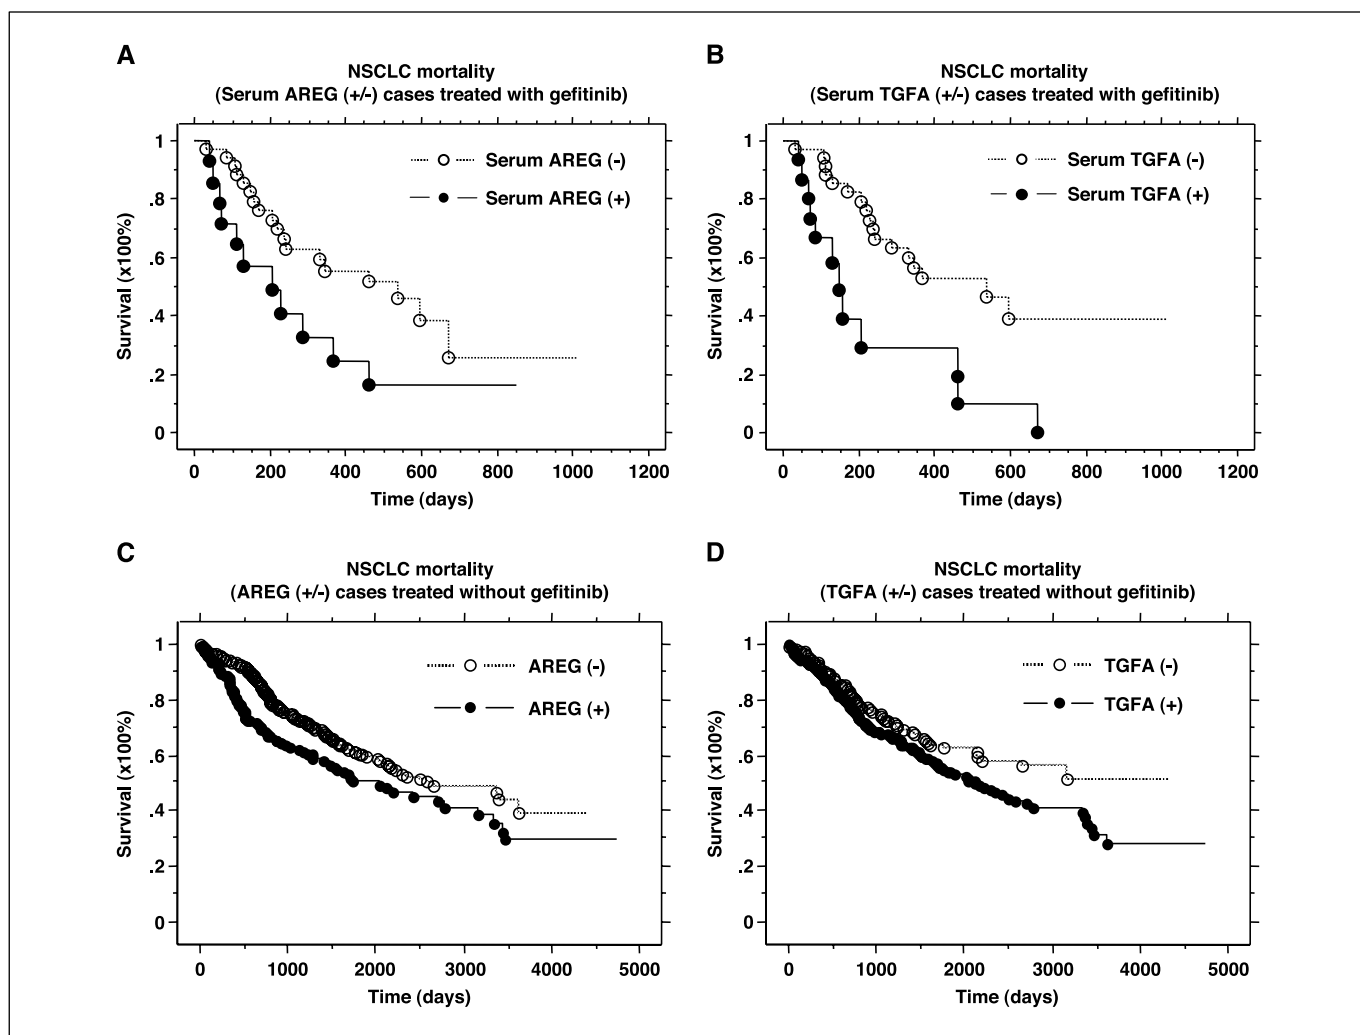 A
NSCLC mortality
(Serum AREG (+/-) cases treated with gefitinib)
Survival (x100%)
1
.8
.6
.4
.2
0
Serum AREG (-)
Serum AREG (+)
0 200 400 600 800 1000 1200
Time (days)
B
NSCLC mortality
(Serum TGFA (+/-) cases treated with gefitinib)
Survival (x100%)
1
.8
.6
.4
.2
0
Serum TGFA (-)
Serum TGFA (+)
0 200 400 600 800 1000 1200
Time (days)
C
NSCLC mortality
(AREG (+/-) cases treated without gefitinib)
Survival (x100%)
1
.8
.6
.4
.2
0
AREG (-)
AREG (+)
0 1000 2000 3000 4000 5000
Time (days)
D
NSCLC mortality
(TGFA (+/-) cases treated without gefitinib)
Survival (x100%)
1
.8
.6
.4
.2
0
TGFA (-)
TGFA (+)
0 1000 2000 3000 4000 5000
Time (days)